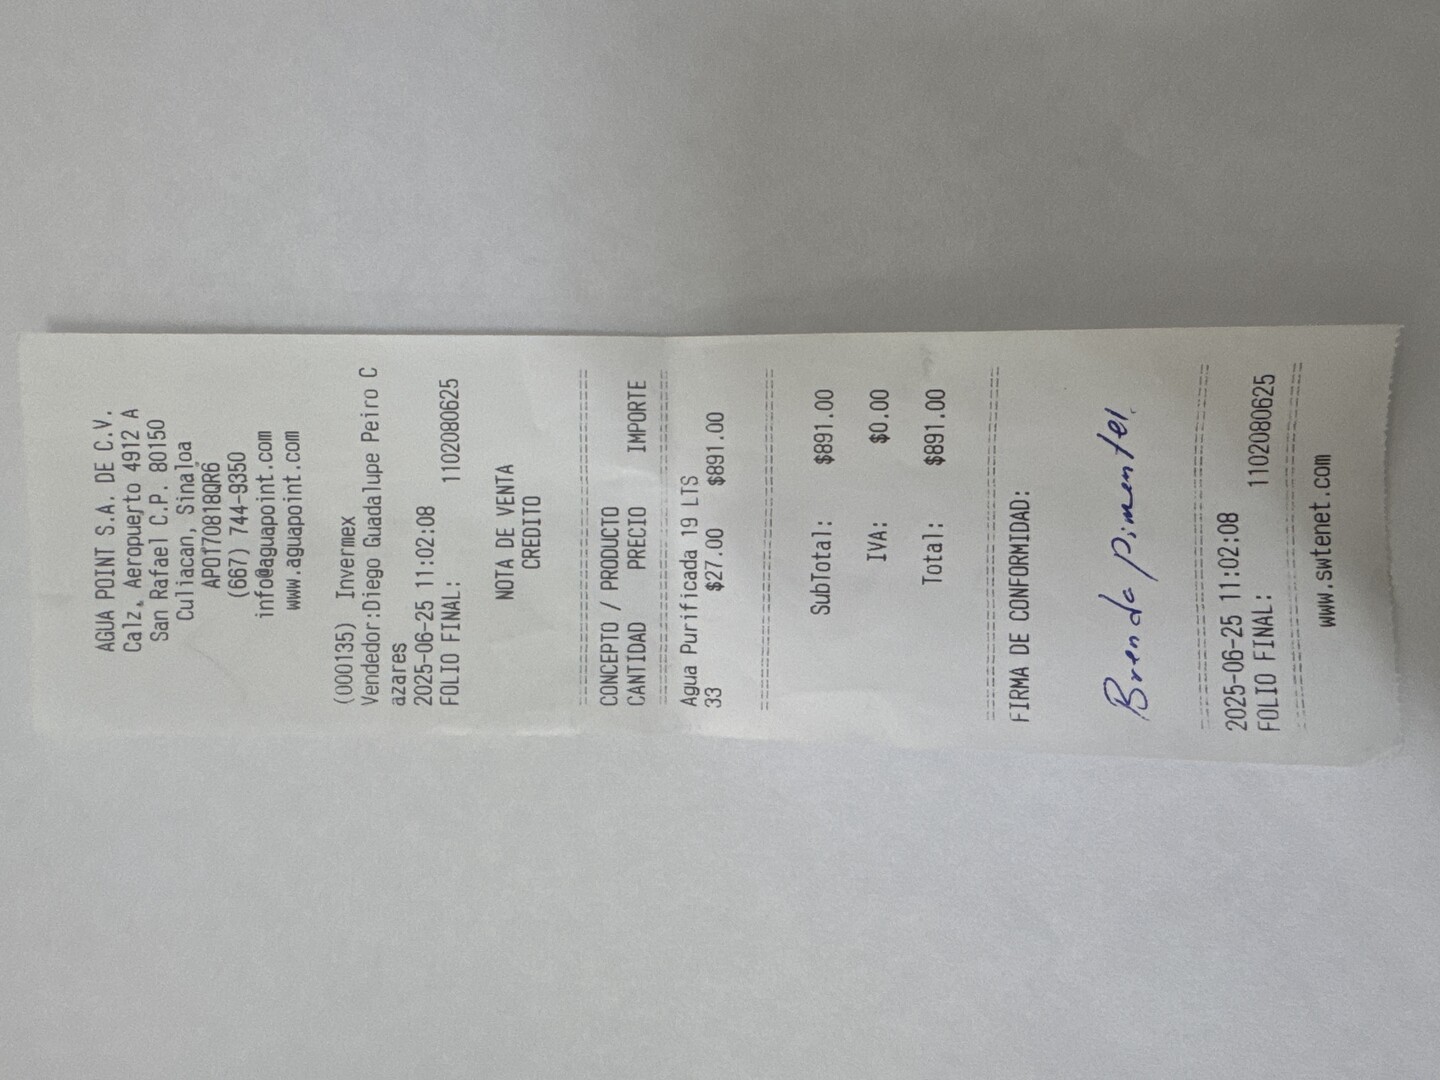 AGUA POINT S.A. DE C.V.
Calz. Aeropuerto 4912 A
San Rafael C.P. 80150
Culiacan, Sinaloa
APO170818QR6
(667) 744-9350
info@aguapoint.com
www.aguapoint.com
(000135) Invermex
Vendedor:Diego Guadalupe Peiro C
azares
2025-06-25 11:02:08
FOLIO FINAL: 1102080625
NOTA DE VENTA
CREDITO
CONCEPTO / PRODUCTO
CANTIDAD PRECIO IMPORTE
Agua Purificada 19 LTS
33 $27.00 $891.00
SubTotal: $891.00
IVA: $0.00
Total: $891.00
FIRMA DE CONFORMIDAD:
Brenda Pimentel.
2025-06-25 11:02:08
FOLIO FINAL: 1102080625
www.swtenet.com